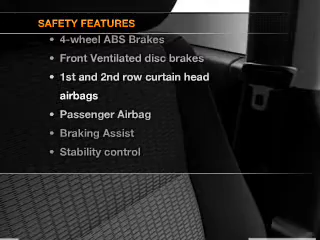 SAFETY FEATURES
• 4-wheel ABS Brakes
• Front Ventilated disc brakes
• 1st and 2nd row curtain head
airbags
• Passenger Airbag
• Braking Assist
• Stability control